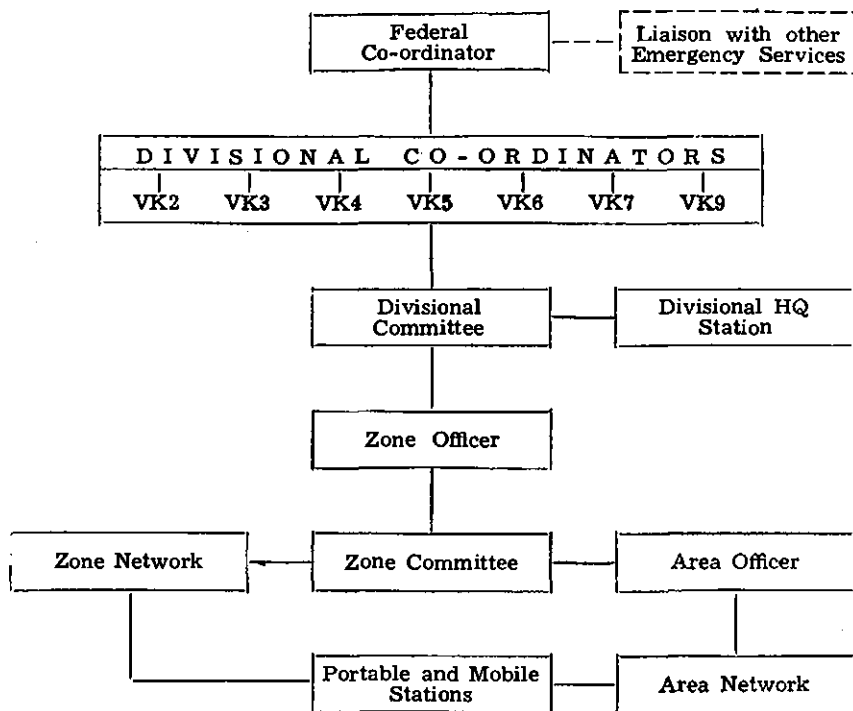 Federal
Co-ordinator
Liaison with other
Emergency Services
DIVISIONAL CO-ORDINATORS
VK2 VK3 VK4 VK5 VK6 VK7 VK9
Divisional
Committee
Divisional HQ
Station
Zone Officer
Zone Network
Zone Committee
Area Officer
Portable and Mobile
Stations
Area Network